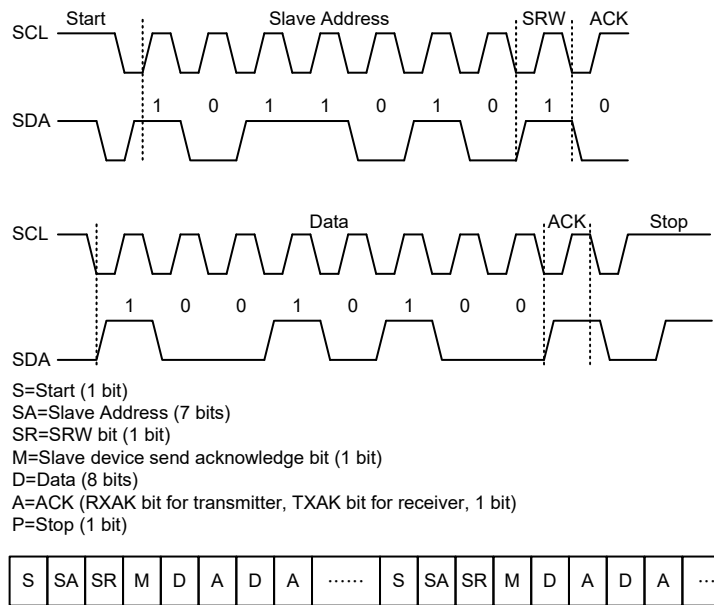 Start Slave Address SRW ACK
SCL
1 0 1 1 0 1 0 1 0
SDA
Data ACK Stop
SCL
1 0 0 1 0 1 0 0
SDA
S=Start (1 bit)
SA=Slave Address (7 bits)
SR=SRW bit (1 bit)
M=Slave device send acknowledge bit (1 bit)
D=Data (8 bits)
A=ACK (RXAK bit for transmitter, TXAK bit for receiver, 1 bit)
P=Stop (1 bit)
S SA SR M D A D A ······ S SA SR M D A D A ···